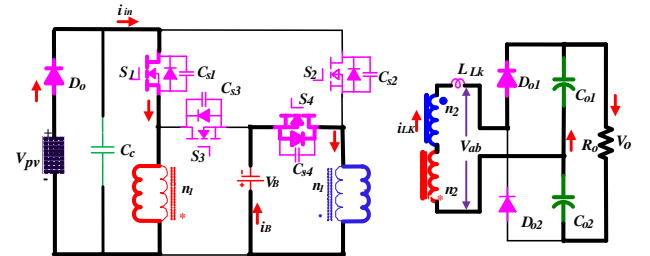 i_in
D_o
S_1
C_s1
C_s3
S_2
C_s2
S_4
S_3
C_s4
V_pv
+
-
C_c
n_1
*
V_B
+
-
i_B
n_1
L_Lk
n_2
i_LK
n_2
*
V_ab
D_o1
C_o1
R_o
V_o
D_o2
C_o2